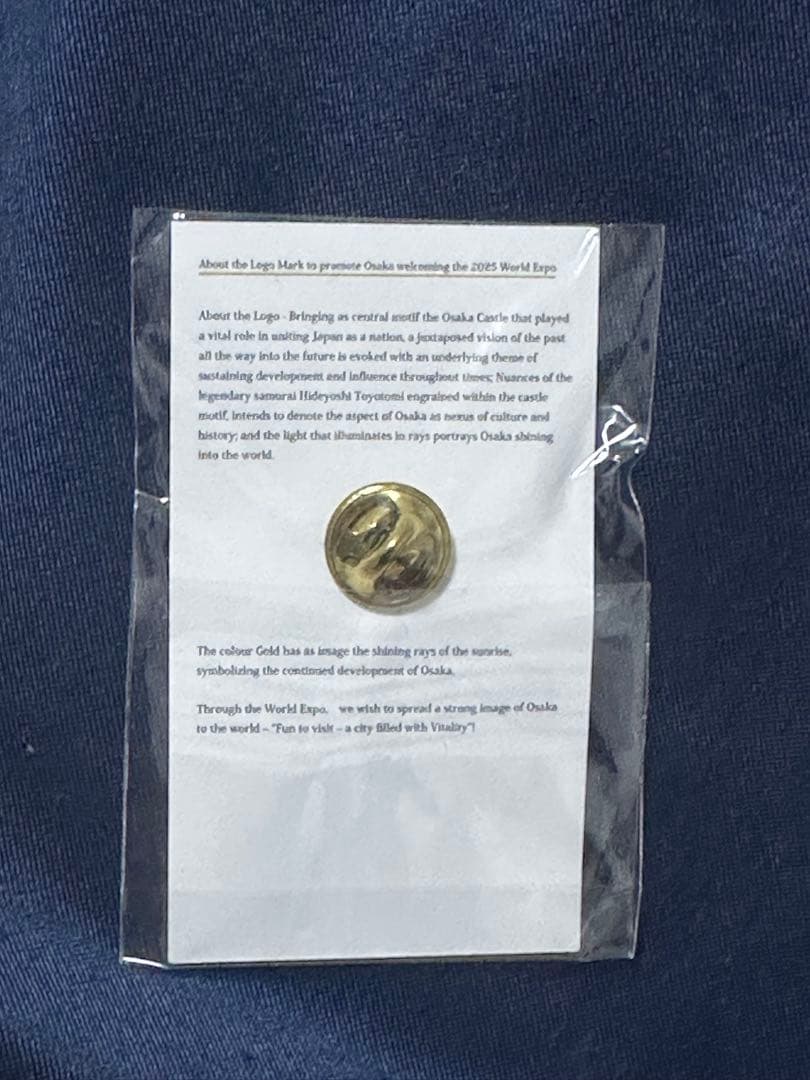 About the Logo Mark to promote Osaka welcoming the 2025 World Expo
About the Logo - Bringing as central motif the Osaka Castle that played
a vital role in uniting Japan as a nation, a juxtaposed vision of the past
all the way into the future is evoked with an underlying theme of
sustaining development and influence throughout times; Nuances of the
legendary samurai Hideyoshi Toyotomi engrained within the castle
motif, intends to denote the aspect of Osaka as nexus of culture and
history; and the light that illuminates in rays portrays Osaka shining
into the world.
The colour Gold has as image the shining rays of the sunrise,
symbolizing the continued development of Osaka.
Through the World Expo, we wish to spread a strong image of Osaka
to the world – "Fun to visit – a city filled with Vitality"!